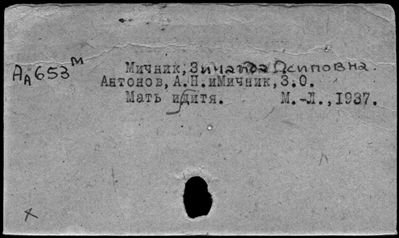 АА653м
Мичник, Зинаида Осиповна.
Антонов, А.П. и Мичник, З.О.
Мать и дитя. М.-Л., 1937.
x